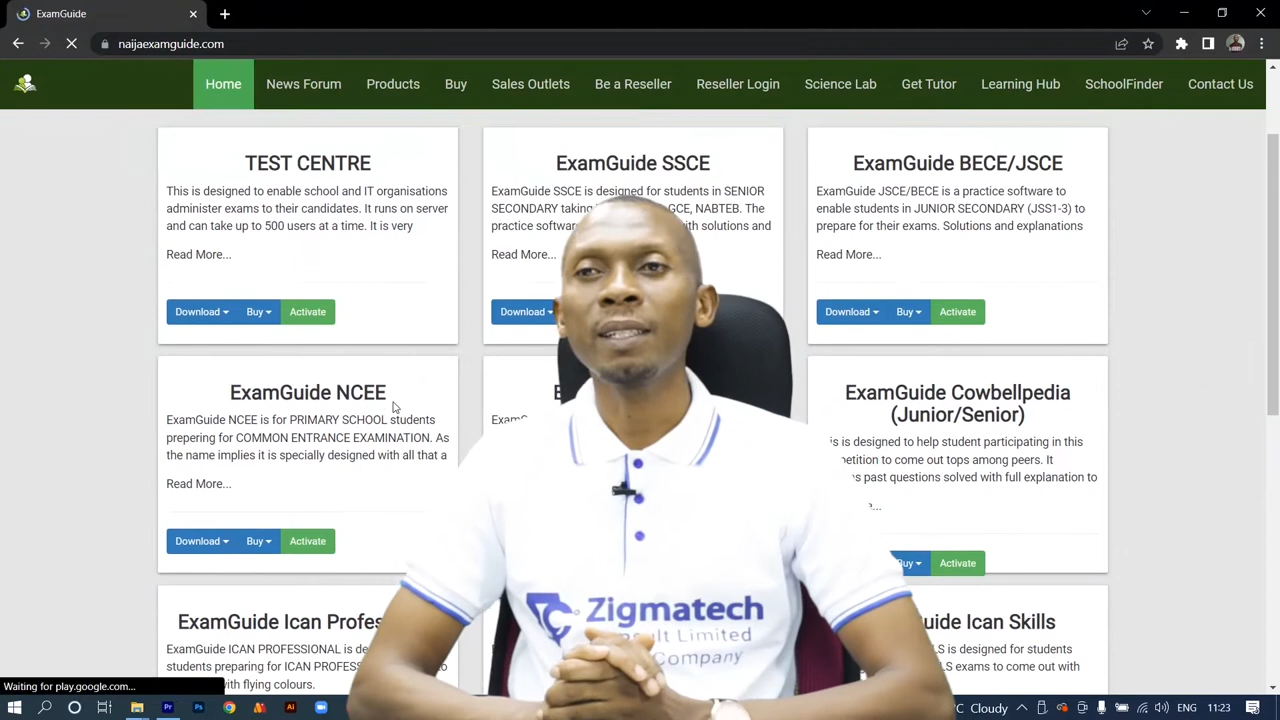 ExamGuide
naijaexamguide.com
Home
News Forum
Products
Buy
Sales Outlets
Be a Reseller
Reseller Login
Science Lab
Get Tutor
Learning Hub
SchoolFinder
Contact Us
TEST CENTRE
This is designed to enable school and IT organisations
administer exams to their candidates. It runs on server
and can take up to 500 users at a time. It is very
Read More...
Download
Buy
Activate
ExamGuide SSCE
ExamGuide SSCE is designed for students in SENIOR
SECONDARY taking GCE, NABTEB. The
practice softwar with solutions and
Read More...
Download
ExamGuide BECE/JSCE
ExamGuide JSCE/BECE is a practice software to
enable students in JUNIOR SECONDARY (JSS1-3) to
prepare for their exams. Solutions and explanations
Read More...
Download
Buy
Activate
ExamGuide NCEE
ExamGuide NCEE is for PRIMARY SCHOOL students
preparing for COMMON ENTRANCE EXAMINATION. As
the name implies it is specially designed with all that a
Read More...
Download
Buy
Activate
ExamGuide Cowbellpedia
(Junior/Senior)
is designed to help student participating in this
to come out tops among peers. It
past questions solved with full explanation to
Buy
Activate
ExamGuide Ican Profes
ExamGuide ICAN PROFESSIONAL is de
students preparing for ICAN PROFESS
with flying colours.
Ican Skills
is designed for
exams to come out with
Zigmatech
Limited
Company
Waiting for play.google.com...
Cloudy
ENG
11:23